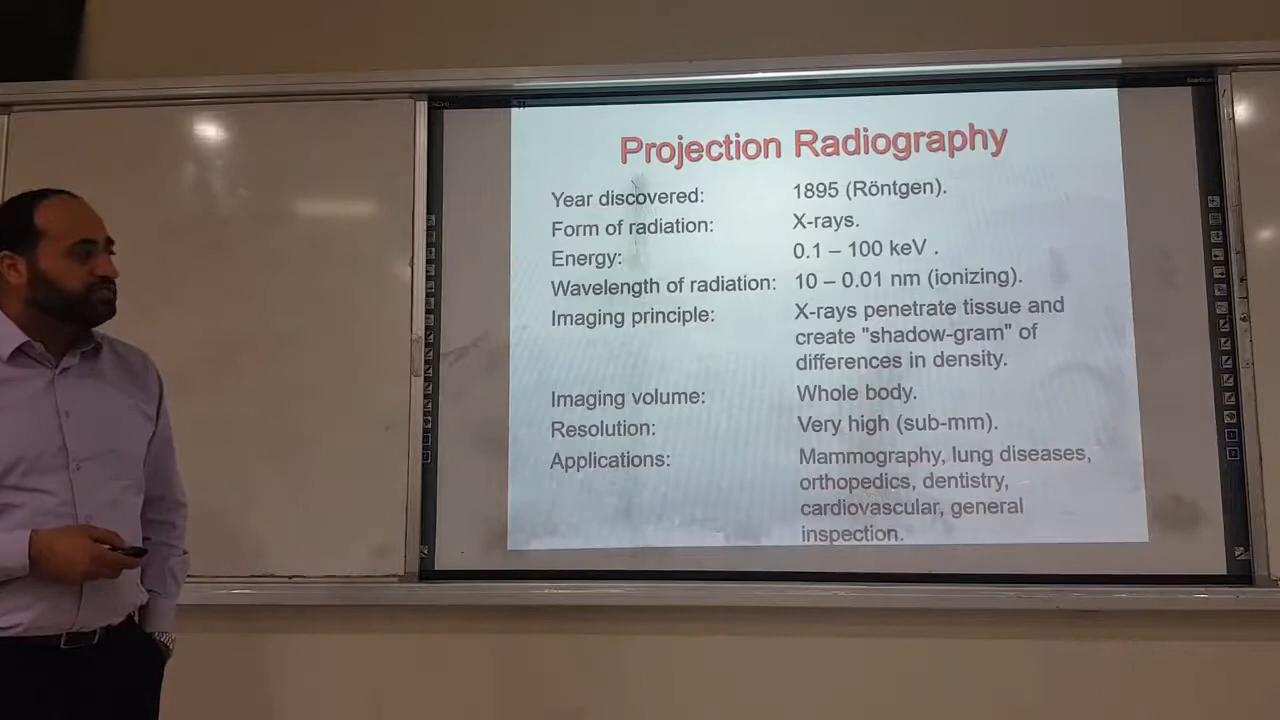 Projection Radiography
Year discovered: 1895 (Röntgen).
Form of radiation: X-rays.
Energy: 0.1 – 100 keV .
Wavelength of radiation: 10 – 0.01 nm (ionizing).
Imaging principle: X-rays penetrate tissue and
create "shadow-gram" of
differences in density.
Imaging volume: Whole body.
Resolution: Very high (sub-mm).
Applications: Mammography, lung diseases,
orthopedics, dentistry,
cardiovascular, general
inspection.